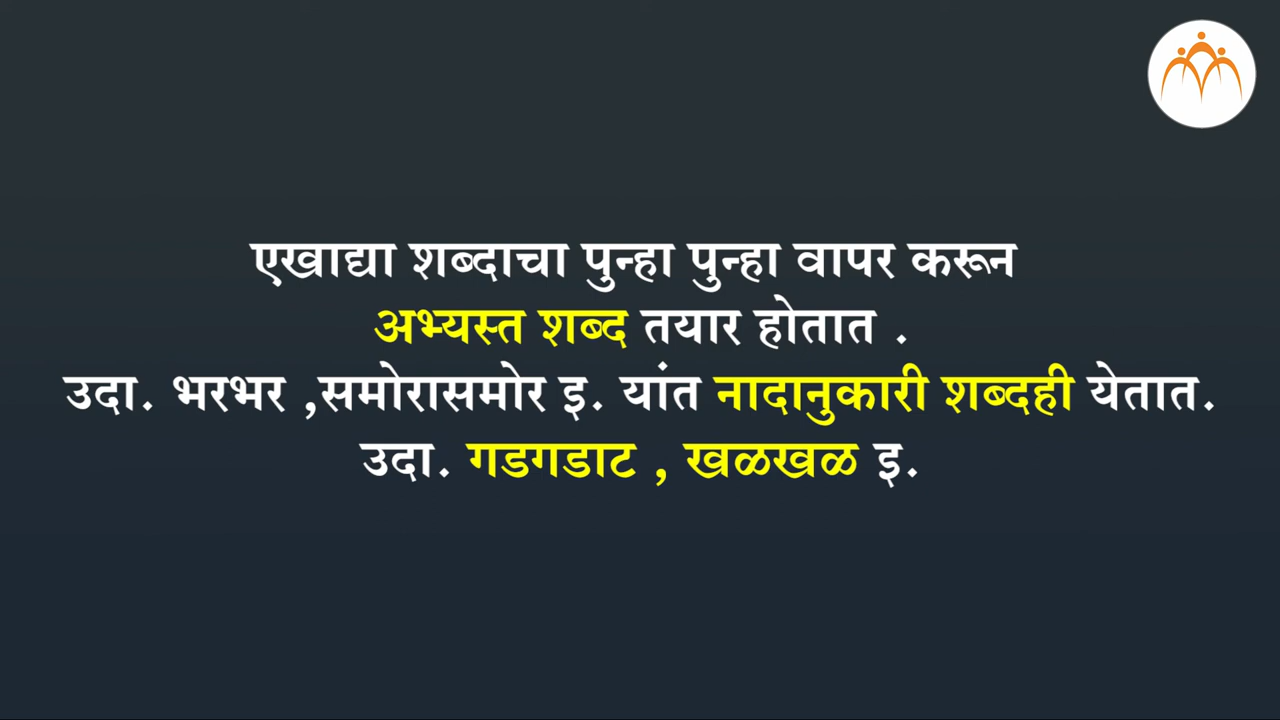 एखाद्या शब्दाचा पुन्हा पुन्हा वापर करून
अभ्यस्त शब्द तयार होतात .
उदा. भरभर ,समोरासमोर इ. यांत नादानुकारी शब्दही येतात.
उदा. गडगडाट , खळखळ इ.